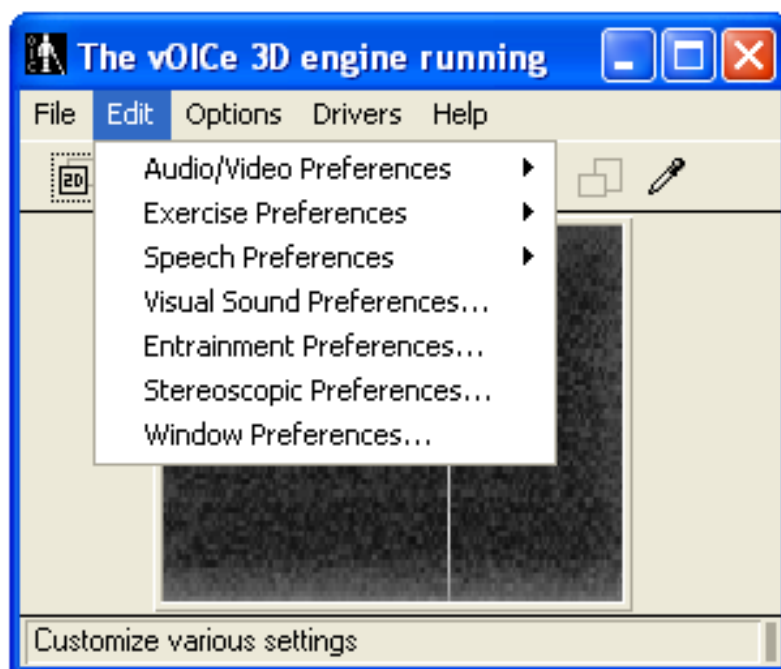 The vOICe 3D engine running
File Edit Options Drivers Help
2D
Audio/Video Preferences
Exercise Preferences
Speech Preferences
Visual Sound Preferences...
Entrainment Preferences...
Stereoscopic Preferences...
Window Preferences...
Customize various settings